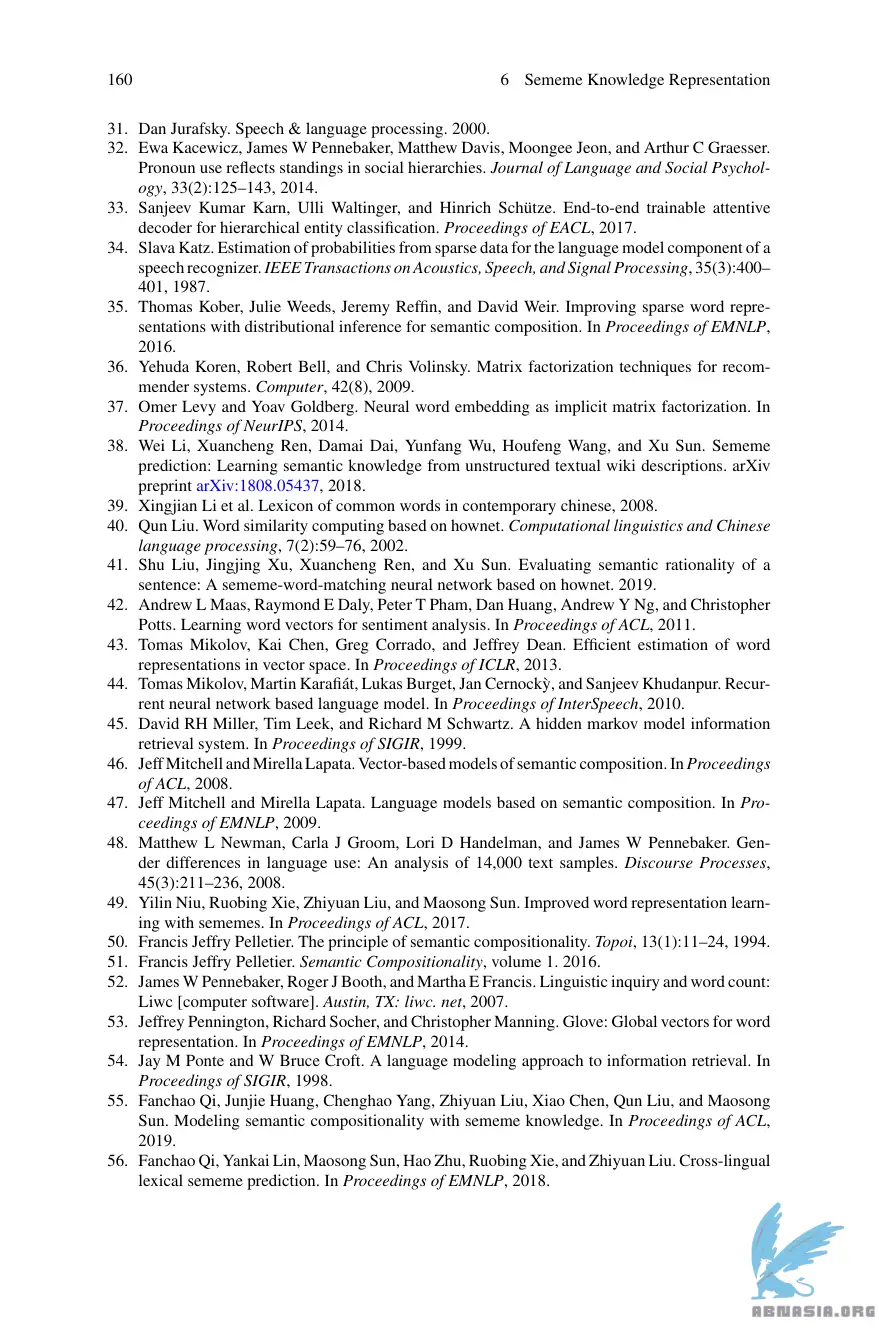 160
6 Sememe Knowledge Representation
31. Dan Jurafsky. Speech & language processing. 2000.
32. Ewa Kacewicz, James W Pennebaker, Matthew Davis, Moongee Jeon, and Arthur C Graesser.
Pronoun use reflects standings in social hierarchies. Journal of Language and Social Psychol-
ogy, 33(2):125–143, 2014.
33. Sanjeev Kumar Karn, Ulli Waltinger, and Hinrich Schütze. End-to-end trainable attentive
decoder for hierarchical entity classification. Proceedings of EACL, 2017.
34. Slava Katz. Estimation of probabilities from sparse data for the language model component of a
speech recognizer. IEEE Transactions on Acoustics, Speech, and Signal Processing, 35(3):400–
401, 1987.
35. Thomas Kober, Julie Weeds, Jeremy Reffin, and David Weir. Improving sparse word repre-
sentations with distributional inference for semantic composition. In Proceedings of EMNLP,
2016.
36. Yehuda Koren, Robert Bell, and Chris Volinsky. Matrix factorization techniques for recom-
mender systems. Computer, 42(8), 2009.
37. Omer Levy and Yoav Goldberg. Neural word embedding as implicit matrix factorization. In
Proceedings of NeurIPS, 2014.
38. Wei Li, Xuancheng Ren, Damai Dai, Yunfang Wu, Houfeng Wang, and Xu Sun. Sememe
prediction: Learning semantic knowledge from unstructured textual wiki descriptions. arXiv
preprint arXiv:1808.05437, 2018.
39. Xingjian Li et al. Lexicon of common words in contemporary chinese, 2008.
40. Qun Liu. Word similarity computing based on hownet. Computational linguistics and Chinese
language processing, 7(2):59–76, 2002.
41. Shu Liu, Jingjing Xu, Xuancheng Ren, and Xu Sun. Evaluating semantic rationality of a
sentence: A sememe-word-matching neural network based on hownet. 2019.
42. Andrew L Maas, Raymond E Daly, Peter T Pham, Dan Huang, Andrew Y Ng, and Christopher
Potts. Learning word vectors for sentiment analysis. In Proceedings of ACL, 2011.
43. Tomas Mikolov, Kai Chen, Greg Corrado, and Jeffrey Dean. Efficient estimation of word
representations in vector space. In Proceedings of ICLR, 2013.
44. Tomas Mikolov, Martin Karafiát, Lukas Burget, Jan Cernockỳ, and Sanjeev Khudanpur. Recur-
rent neural network based language model. In Proceedings of InterSpeech, 2010.
45. David RH Miller, Tim Leek, and Richard M Schwartz. A hidden markov model information
retrieval system. In Proceedings of SIGIR, 1999.
46. Jeff Mitchell and Mirella Lapata. Vector-based models of semantic composition. In Proceedings
of ACL, 2008.
47. Jeff Mitchell and Mirella Lapata. Language models based on semantic composition. In Pro-
ceedings of EMNLP, 2009.
48. Matthew L Newman, Carla J Groom, Lori D Handelman, and James W Pennebaker. Gen-
der differences in language use: An analysis of 14,000 text samples. Discourse Processes,
45(3):211–236, 2008.
49. Yilin Niu, Ruobing Xie, Zhiyuan Liu, and Maosong Sun. Improved word representation learn-
ing with sememes. In Proceedings of ACL, 2017.
50. Francis Jeffry Pelletier. The principle of semantic compositionality. Topoi, 13(1):11–24, 1994.
51. Francis Jeffry Pelletier. Semantic Compositionality, volume 1. 2016.
52. James W Pennebaker, Roger J Booth, and Martha E Francis. Linguistic inquiry and word count:
Liwc [computer software]. Austin, TX: liwc. net, 2007.
53. Jeffrey Pennington, Richard Socher, and Christopher Manning. Glove: Global vectors for word
representation. In Proceedings of EMNLP, 2014.
54. Jay M Ponte and W Bruce Croft. A language modeling approach to information retrieval. In
Proceedings of SIGIR, 1998.
55. Fanchao Qi, Junjie Huang, Chenghao Yang, Zhiyuan Liu, Xiao Chen, Qun Liu, and Maosong
Sun. Modeling semantic compositionality with sememe knowledge. In Proceedings of ACL,
2019.
56. Fanchao Qi, Yankai Lin, Maosong Sun, Hao Zhu, Ruobing Xie, and Zhiyuan Liu. Cross-lingual
lexical sememe prediction. In Proceedings of EMNLP, 2018.
ABNASIA.ORG